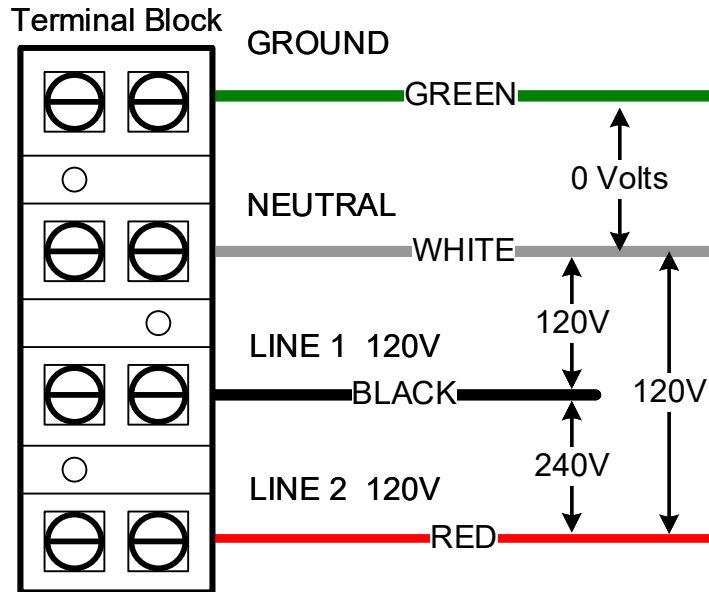 Terminal Block
GROUND
GREEN
0 Volts
NEUTRAL
WHITE
120V
LINE 1 120V
BLACK
120V
240V
LINE 2 120V
RED